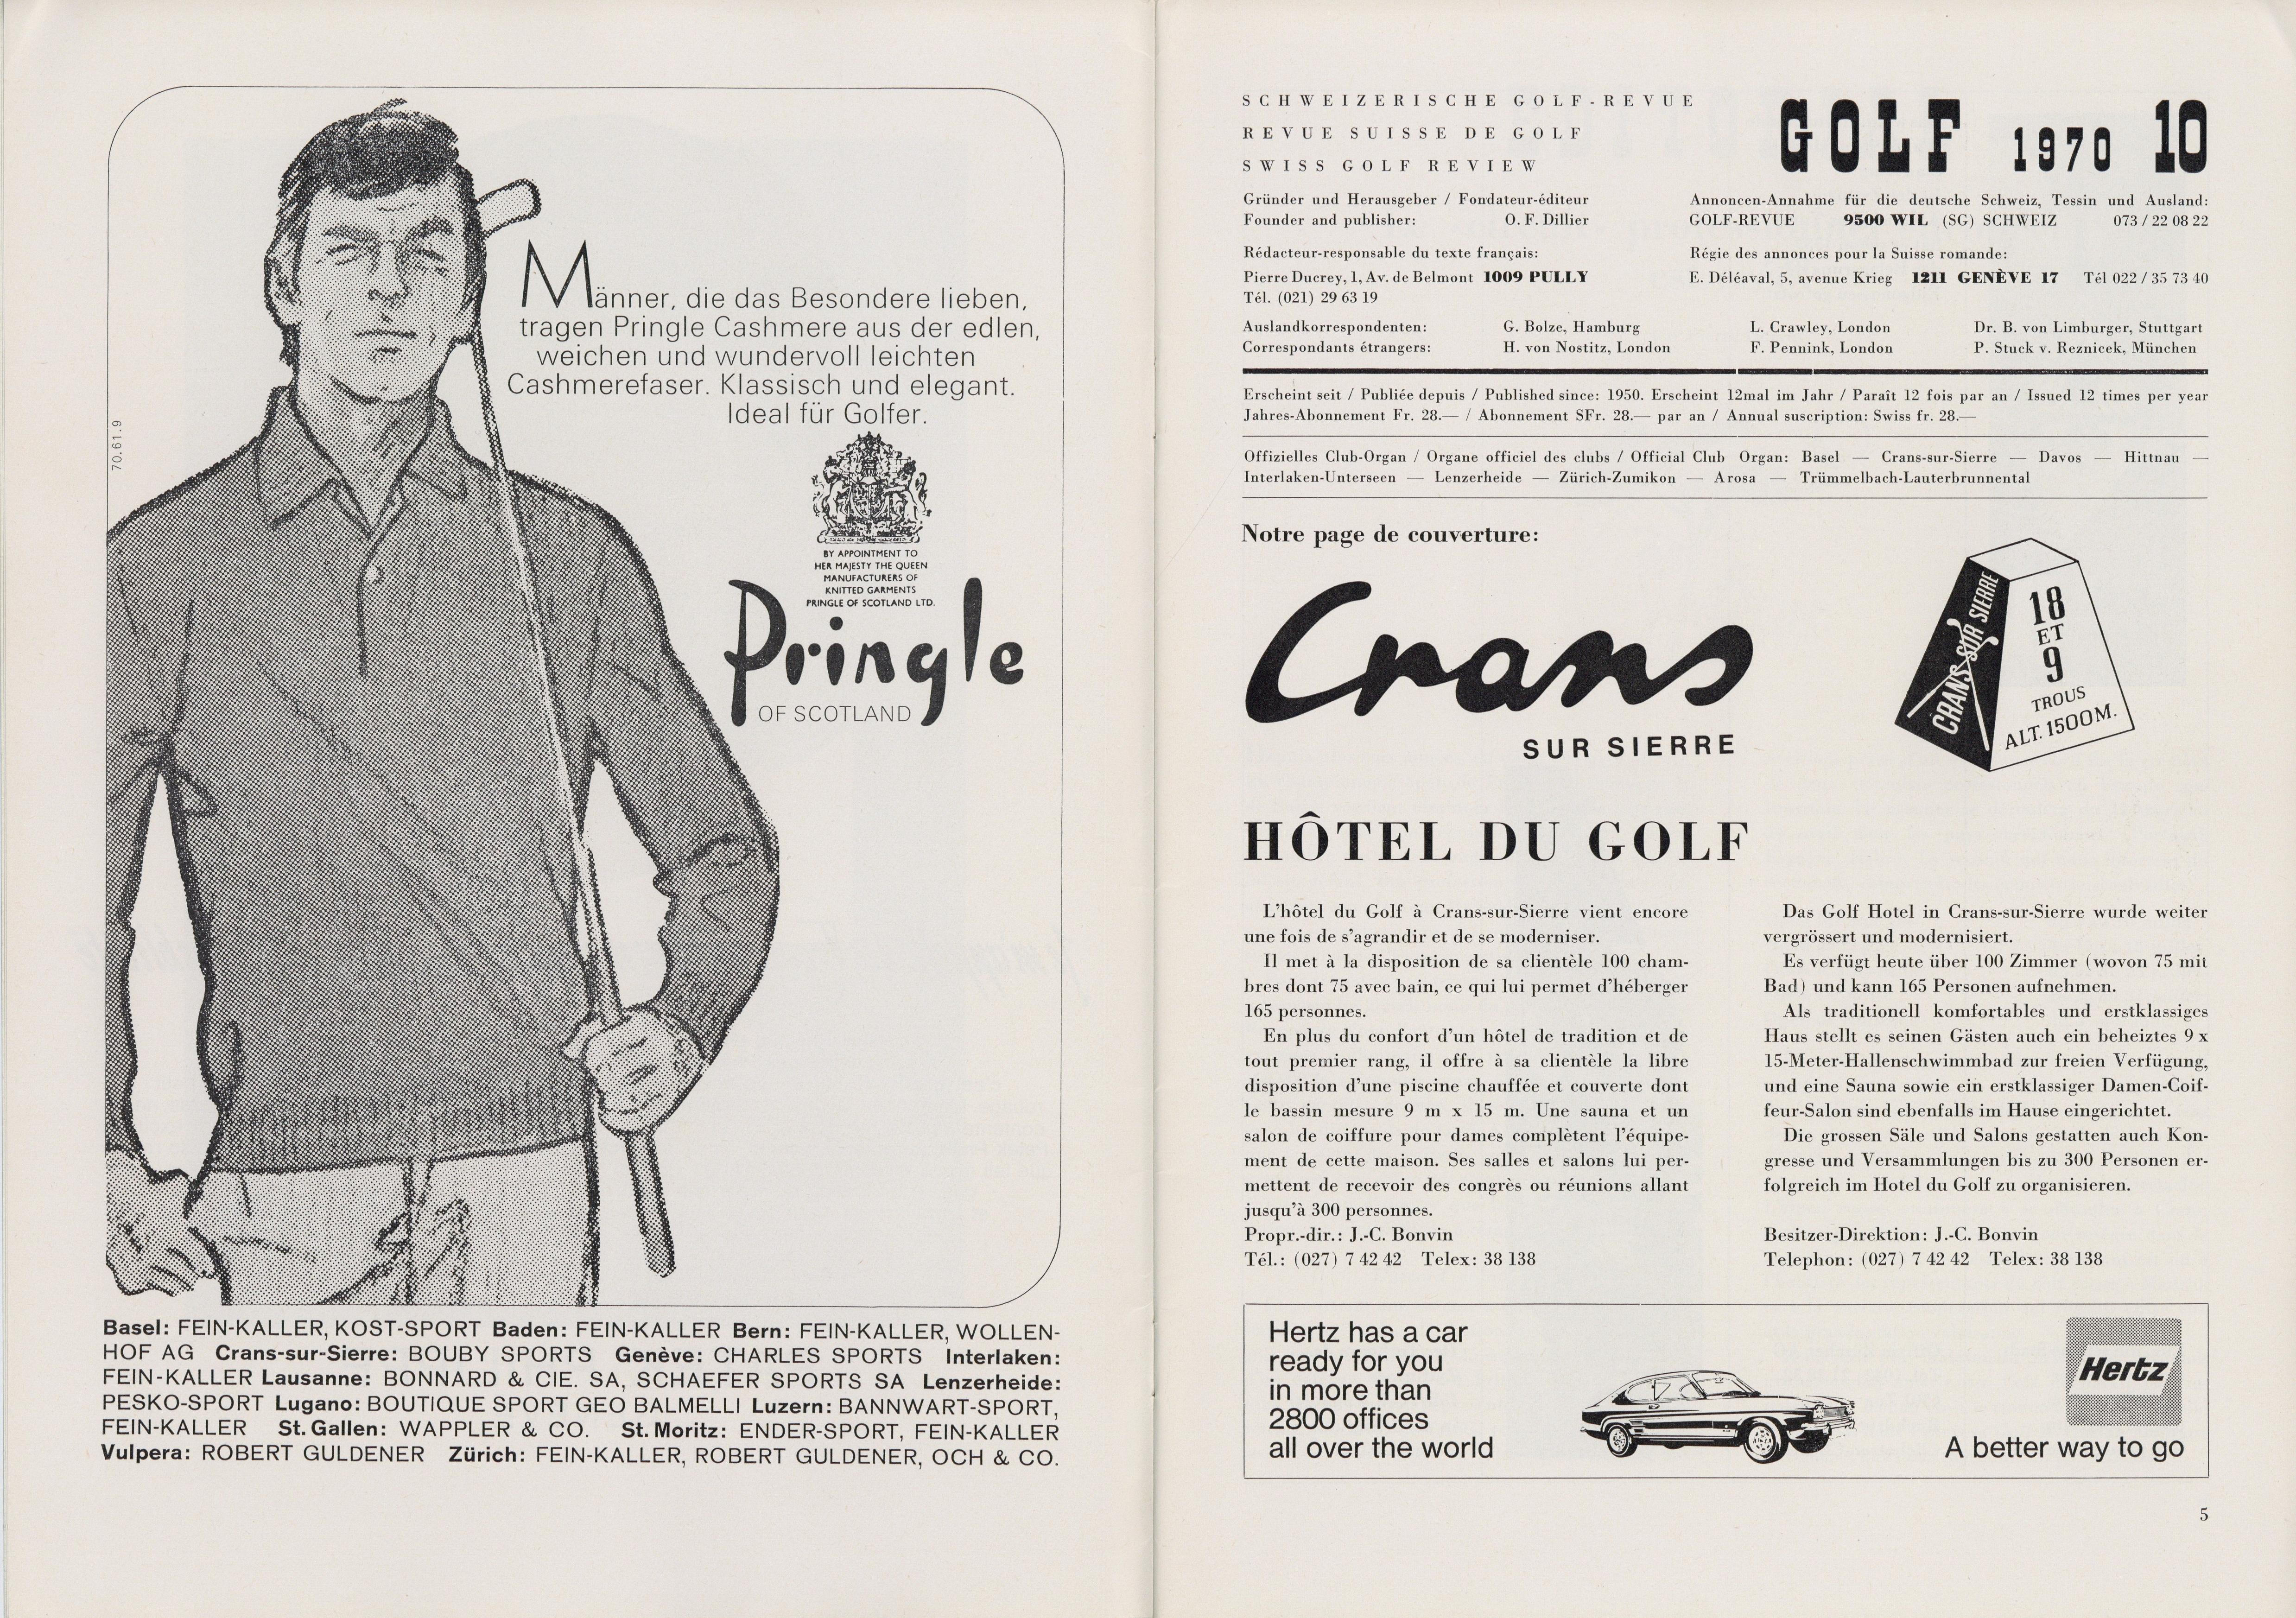 Männer, die das Besondere lieben,
tragen Pringle Cashmere aus der edlen,
weichen und wundervoll leichten
Cashmerefaser. Klassisch und elegant.
Ideal für Golfer.
70.61.9
BY APPOINTMENT TO
HER MAJESTY THE QUEEN
MANUFACTURERS OF
KNITTED GARMENTS
PRINGLE OF SCOTLAND LTD.
Pringle
OF SCOTLAND
Basel: FEIN-KALLER, KOST-SPORT Baden: FEIN-KALLER Bern: FEIN-KALLER, WOLLEN-
HOF AG Crans-sur-Sierre: BOUBY SPORTS Genève: CHARLES SPORTS Interlaken:
FEIN-KALLER Lausanne: BONNARD & CIE. SA, SCHAEFER SPORTS SA Lenzerheide:
PESKO-SPORT Lugano: BOUTIQUE SPORT GEO BALMELLI Luzern: BANNWART-SPORT,
FEIN-KALLER St. Gallen: WAPPLER & CO. St. Moritz: ENDER-SPORT, FEIN-KALLER
Vulpera: ROBERT GULDENER Zürich: FEIN-KALLER, ROBERT GULDENER, OCH & CO.
SCHWEIZERISCHE GOLF-REVUE
REVUE SUISSE DE GOLF
SWISS GOLF REVIEW
GOLF 1970 10
Gründer und Herausgeber / Fondateur-éditeur
Founder and publisher: O. F. Dillier
Annoncen-Annahme für die deutsche Schweiz, Tessin und Ausland:
GOLF-REVUE 9500 WIL (SG) SCHWEIZ 073 / 22 08 22
Rédacteur-responsable du texte français:
Pierre Ducrey, 1, Av. de Belmont 1009 PULLY
Tél. (021) 29 63 19
Régie des annonces pour la Suisse romande:
E. Déléaval, 5, avenue Krieg 1211 GENÈVE 17 Tél 022 / 35 73 40
Auslandkorrespondenten: G. Bolze, Hamburg L. Crawley, London Dr. B. von Limburger, Stuttgart
Correspondants étrangers: H. von Nostitz, London F. Pennink, London P. Stuck v. Reznicek, München
Erscheint seit / Publiée depuis / Published since: 1950. Erscheint 12mal im Jahr / Paraît 12 fois par an / Issued 12 times per year
Jahres-Abonnement Fr. 28.— / Abonnement SFr. 28.— par an / Annual suscription: Swiss fr. 28.—
Offizielles Club-Organ / Organe officiel des clubs / Official Club Organ: Basel — Crans-sur-Sierre — Davos — Hittnau —
Interlaken-Unterseen — Lenzerheide — Zürich-Zumikon — Arosa — Trümmelbach-Lauterbrunnental
Notre page de couverture:
Crans
SUR SIERRE
CRANS SUR SIERRE
18
ET
9
TROUS
ALT. 1500 M.
HÔTEL DU GOLF
L'hôtel du Golf à Crans-sur-Sierre vient encore
une fois de s'agrandir et de se moderniser.
Il met à la disposition de sa clientèle 100 cham-
bres dont 75 avec bain, ce qui lui permet d'héberger
165 personnes.
En plus du confort d'un hôtel de tradition et de
tout premier rang, il offre à sa clientèle la libre
disposition d'une piscine chauffée et couverte dont
le bassin mesure 9 m x 15 m. Une sauna et un
salon de coiffure pour dames complètent l'équipe-
ment de cette maison. Ses salles et salons lui per-
mettent de recevoir des congrès ou réunions allant
jusqu'à 300 personnes.
Propr.-dir.: J.-C. Bonvin
Tél.: (027) 7 42 42 Telex: 38 138
Das Golf Hotel in Crans-sur-Sierre wurde weiter
vergrössert und modernisiert.
Es verfügt heute über 100 Zimmer (wovon 75 mit
Bad) und kann 165 Personen aufnehmen.
Als traditionell komfortables und erstklassiges
Haus stellt es seinen Gästen auch ein beheiztes 9 x
15-Meter-Hallenschwimmbad zur freien Verfügung,
und eine Sauna sowie ein erstklassiger Damen-Coif-
feur-Salon sind ebenfalls im Hause eingerichtet.
Die grossen Säle und Salons gestatten auch Kon-
gresse und Versammlungen bis zu 300 Personen er-
folgreich im Hotel du Golf zu organisieren.
Besitzer-Direktion: J.-C. Bonvin
Telephon: (027) 7 42 42 Telex: 38 138
Hertz has a car
ready for you
in more than
2800 offices
all over the world
Hertz
A better way to go
5